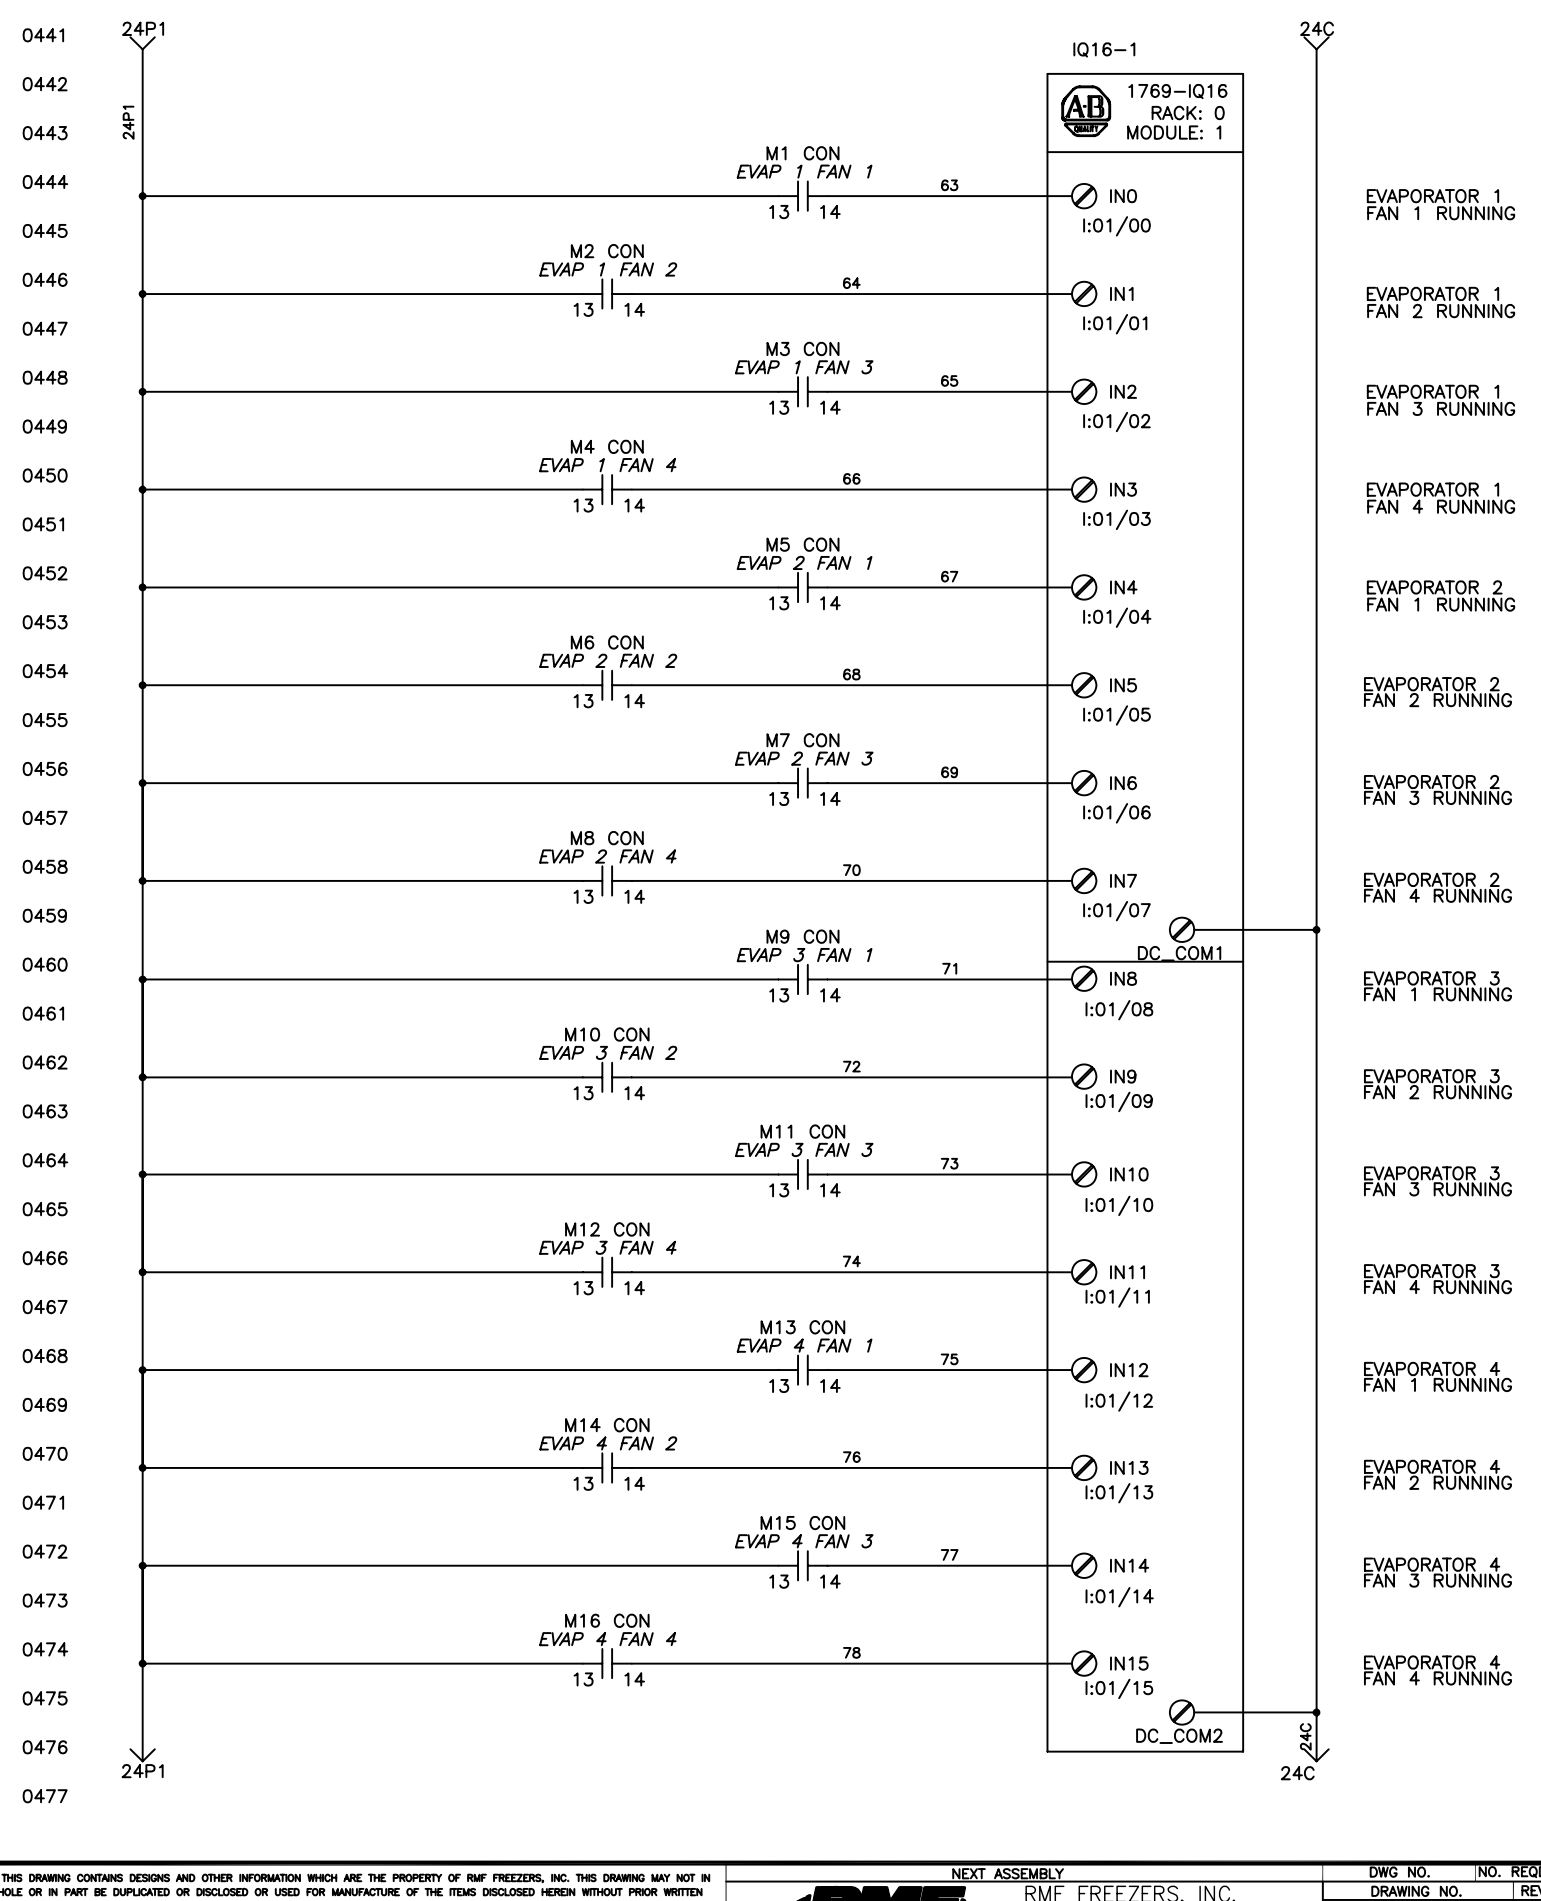 0441 24P1 24C
IQ16-1
0442
1769-IQ16
A-B
QUALITY
RACK: 0
24P1
0443 MODULE: 1
M1 CON
0444 EVAP 1 FAN 1 63
IN0 EVAPORATOR 1
13 14 FAN 1 RUNNING
0445 I:01/00
M2 CON
0446 EVAP 1 FAN 2 64
IN1 EVAPORATOR 1
13 14 FAN 2 RUNNING
0447 I:01/01
M3 CON
0448 EVAP 1 FAN 3 65
IN2 EVAPORATOR 1
13 14 FAN 3 RUNNING
0449 I:01/02
M4 CON
0450 EVAP 1 FAN 4 66
IN3 EVAPORATOR 1
13 14 FAN 4 RUNNING
0451 I:01/03
M5 CON
0452 EVAP 2 FAN 1 67
IN4 EVAPORATOR 2
13 14 FAN 1 RUNNING
0453 I:01/04
M6 CON
0454 EVAP 2 FAN 2 68
IN5 EVAPORATOR 2
13 14 FAN 2 RUNNING
0455 I:01/05
M7 CON
0456 EVAP 2 FAN 3 69
IN6 EVAPORATOR 2
13 14 FAN 3 RUNNING
0457 I:01/06
M8 CON
0458 EVAP 2 FAN 4 70
IN7 EVAPORATOR 2
13 14 FAN 4 RUNNING
0459 I:01/07
M9 CON
DC_COM1
0460 EVAP 3 FAN 1 71
IN8 EVAPORATOR 3
13 14 FAN 1 RUNNING
0461 I:01/08
M10 CON
0462 EVAP 3 FAN 2 72
IN9 EVAPORATOR 3
13 14 FAN 2 RUNNING
0463 I:01/09
M11 CON
0464 EVAP 3 FAN 3 73
IN10 EVAPORATOR 3
13 14 FAN 3 RUNNING
0465 I:01/10
M12 CON
0466 EVAP 3 FAN 4 74
IN11 EVAPORATOR 3
13 14 FAN 4 RUNNING
0467 I:01/11
M13 CON
0468 EVAP 4 FAN 1 75
IN12 EVAPORATOR 4
13 14 FAN 1 RUNNING
0469 I:01/12
M14 CON
0470 EVAP 4 FAN 2 76
IN13 EVAPORATOR 4
13 14 FAN 2 RUNNING
0471 I:01/13
M15 CON
0472 EVAP 4 FAN 3 77
IN14 EVAPORATOR 4
13 14 FAN 3 RUNNING
0473 I:01/14
M16 CON
0474 EVAP 4 FAN 4 78
IN15 EVAPORATOR 4
13 14 FAN 4 RUNNING
0475 I:01/15
DC_COM2
24C
0476
24P1 24C
0477
THIS DRAWING CONTAINS DESIGNS AND OTHER INFORMATION WHICH ARE THE PROPERTY OF RMF FREEZERS, INC. THIS DRAWING MAY NOT IN
HOLE OR IN PART BE DUPLICATED OR DISCLOSED OR USED FOR MANUFACTURE OF THE ITEMS DISCLOSED HEREIN WITHOUT PRIOR WRITTEN
NEXT ASSEMBLY
RMF FREEZERS, INC.
DWG NO. NO. REQ
DRAWING NO. REV